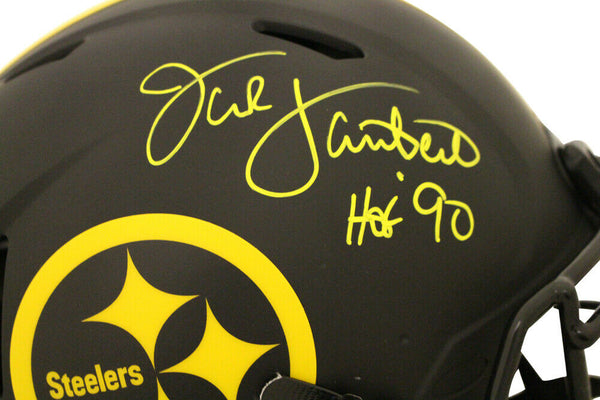 Jack Lambert
HOF 90
Steelers